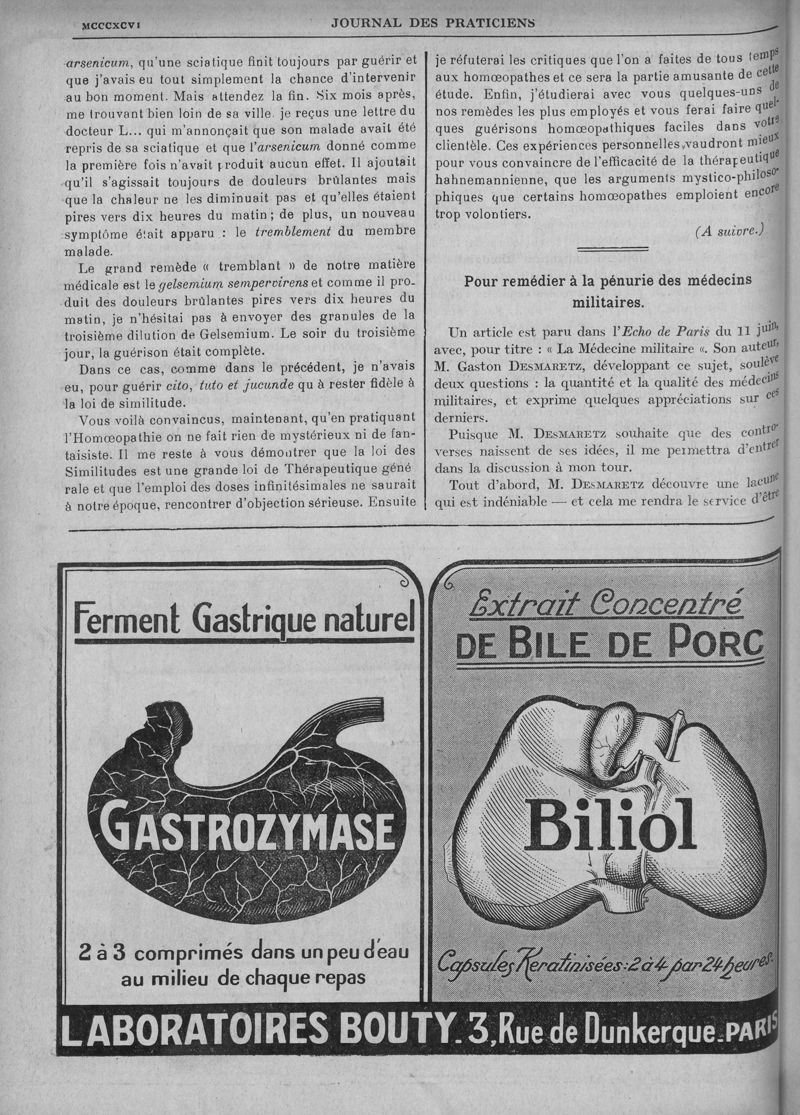 MCCCXCVI
JOURNAL DES PRATICIENS
arsenicum, qu'une sciatique finit toujours par guérir et
que j'avais eu tout simplement la chance d'intervenir
au bon moment. Mais attendez la fin. Six mois après,
me trouvant bien loin de sa ville. je reçus une lettre du
docteur L... qui m'annonçait que son malade avait été
repris de sa sciatique et que l'arsenicum donné comme
la première fois n'avait produit aucun effet. Il ajoutait
qu'il s'agissait toujours de douleurs brûlantes mais
que la chaleur ne les diminuait pas et qu'elles étaient
pires vers dix heures du matin ; de plus, un nouveau
symptôme était apparu : le tremblement du membre
malade.
Le grand remède « tremblant » de notre matière
médicale est le gelsemium sempervirens et comme il pro-
duit des douleurs brûlantes pires vers dix heures du
matin, je n'hésitai pas à envoyer des granules de la
troisième dilution de Gelsemium. Le soir du troisième
jour, la guérison était complète.
Dans ce cas, comme dans le précédent, je n'avais
eu, pour guérir cito, tuto et jucunde qu à rester fidèle à
la loi de similitude.
Vous voilà convaincus, maintenant, qu'en pratiquant
l'Homœopathie on ne fait rien de mystérieux ni de fan-
taisiste. Il me reste à vous démontrer que la loi des
Similitudes est une grande loi de Thérapeutique géné
rale et que l'emploi des doses infinitésimales ne saurait
à notre époque, rencontrer d'objection sérieuse. Ensuite
je réfuterai les critiques que l'on a faites de tous temps
aux homœopathes et ce sera la partie amusante de cette
étude. Enfin, j'étudierai avec vous quelques-uns de
nos remèdes les plus employés et vous ferai faire quel-
ques guérisons homœopathiques faciles dans votre
clientèle. Ces expériences personnelles vaudront mieux
pour vous convaincre de l'efficacité de la thérapeutique
hahnemannienne, que les arguments mystico-philoso-
phiques que certains homœopathes emploient encore
trop volontiers.
(A suivre.)
Pour remédier à la pénurie des médecins
militaires.
Un article est paru dans l'Echo de Paris du 11 juin,
avec, pour titre : « La Médecine militaire «. Son auteur,
M. Gaston DESMARETZ, développant ce sujet, soulève
deux questions : la quantité et la qualité des médecins
militaires, et exprime quelques appréciations sur ces
derniers.
Puisque M. DESMARETZ souhaite que des contro-
verses naissent de ses idées, il me permettra d'entrer
dans la discussion à mon tour.
Tout d'abord, M. DESMARETZ découvre une lacune
qui est indéniable — et cela me rendra le service d'être
Ferment Gastrique naturel
GASTROZYMASE
2 à 3 comprimés dans un peu d'eau
au milieu de chaque repas
Extrait Concentré
DE BILE DE PORC
Biliol
Capsules Keratinisées: 2 à 4 par 24 heures.
LABORATOIRES BOUTY. 3, Rue de Dunkerque. PARIS